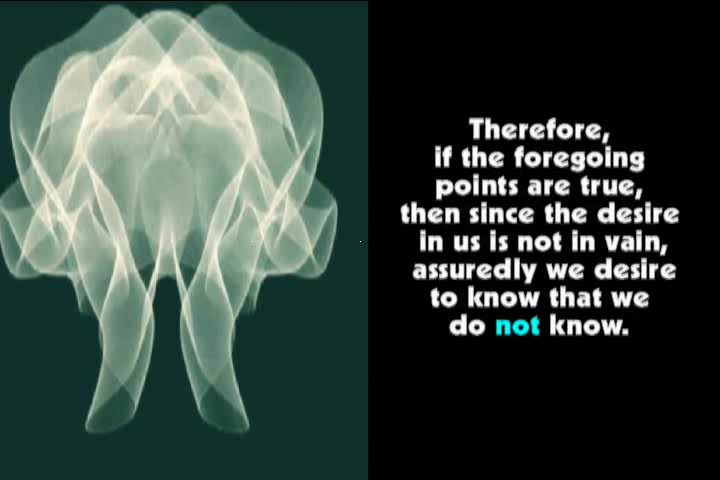 Therefore,
if the foregoing
points are true,
then since the desire
in us is not in vain,
assuredly we desire
to know that we
do not know.